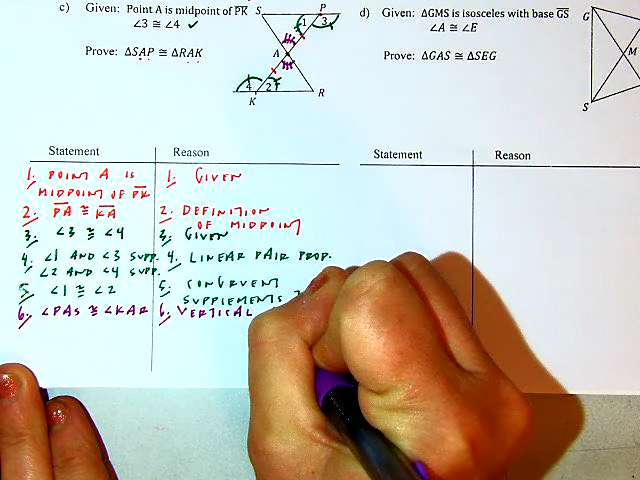 c) Given: Point A is midpoint of PK
∠3 ≅ ∠4 ✓
Prove: ΔSAP ≅ ΔRAK
S P
1 3
A
4 2
K R
d) Given: ΔGMS is isosceles with base GS
∠A ≅ ∠E
Prove: ΔGAS ≅ ΔSEG
G
M
S
Statement Reason
1. POINT A IS 1. GIVEN
MIDPOINT OF PK
2. PA ≅ KA 2. DEFINITION
OF MIDPOINT
3. ∠3 ≅ ∠4 3. GIVEN
4. ∠1 AND ∠3 SUPP. 4. LINEAR PAIR PROP.
∠2 AND ∠4 SUPP.
5. ∠1 ≅ ∠2 5. CONGRUENT
SUPPLEMENTS
6. ∠PAS ≅ ∠KAR 6. VERTICAL
Statement Reason